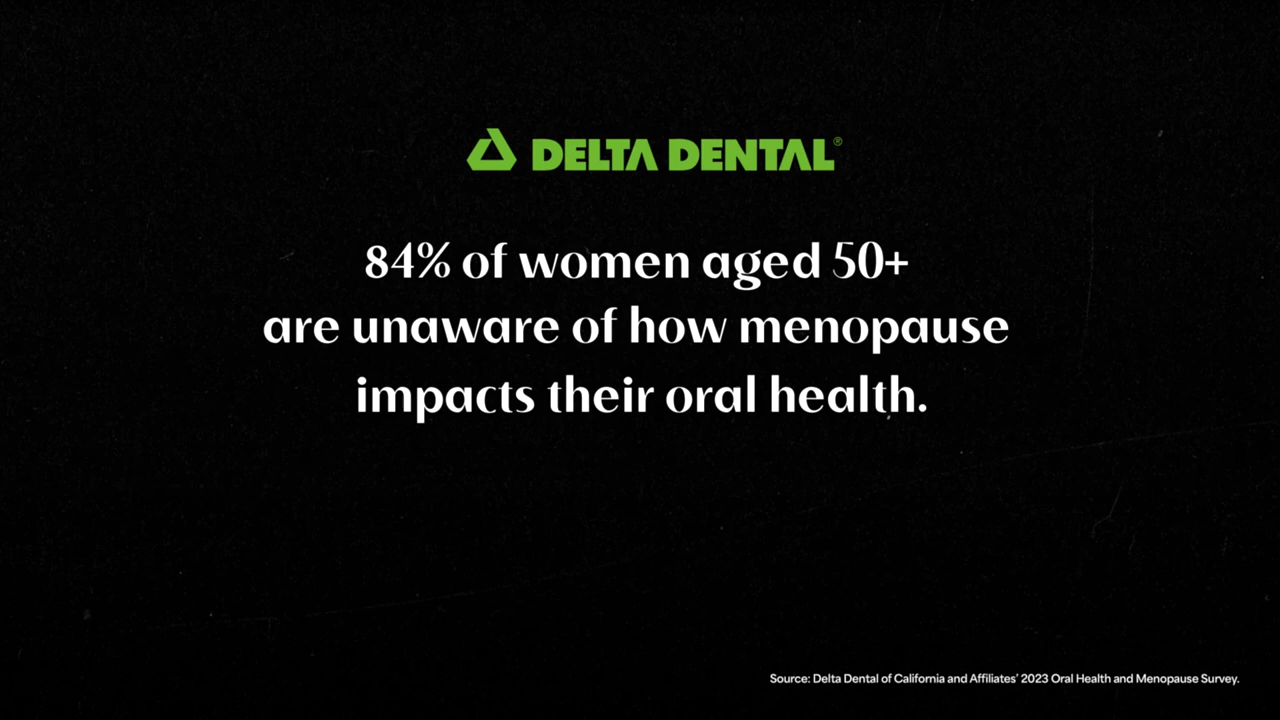 DELTA DENTAL®
84% of women aged 50+
are unaware of how menopause
impacts their oral health.
Source: Delta Dental of California and Affiliates’ 2023 Oral Health and Menopause Survey.